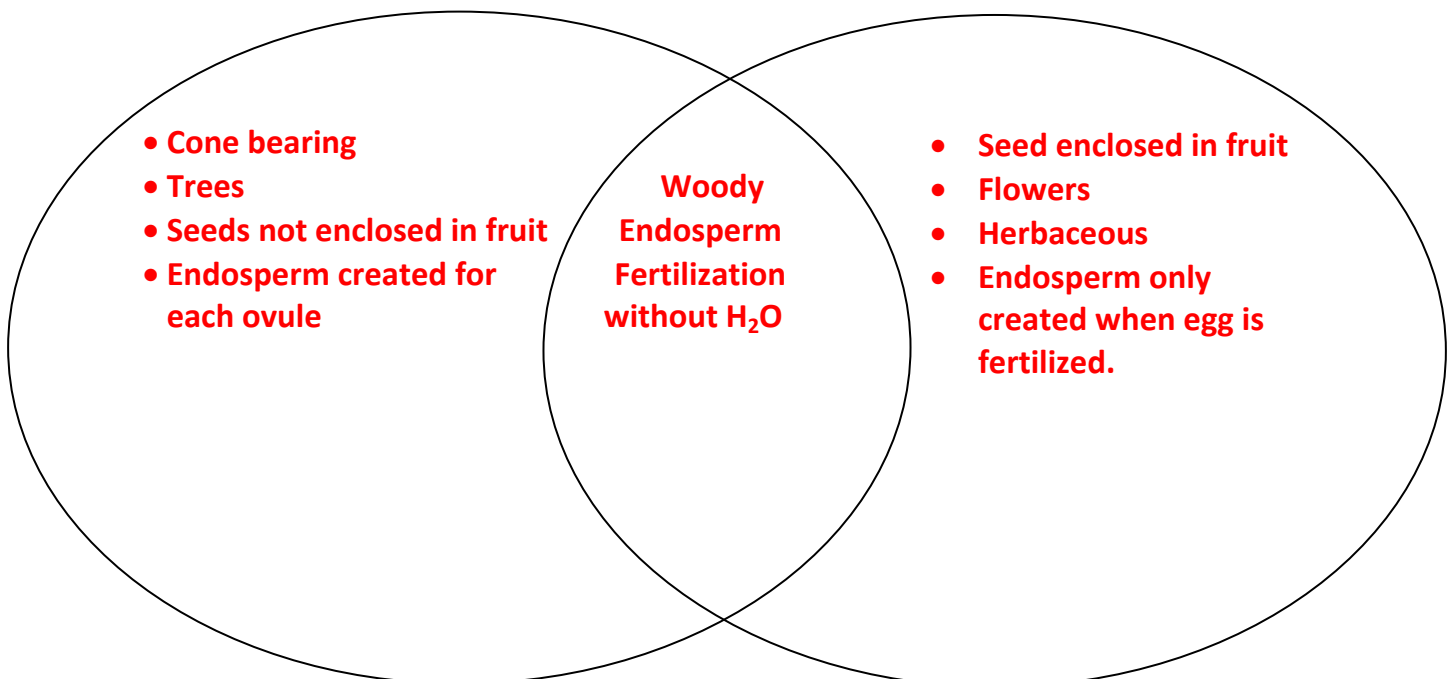 • Cone bearing
• Trees
• Seeds not enclosed in fruit
• Endosperm created for
each ovule
Woody
Endosperm
Fertilization
without H₂O
• Seed enclosed in fruit
• Flowers
• Herbaceous
• Endosperm only
created when egg is
fertilized.